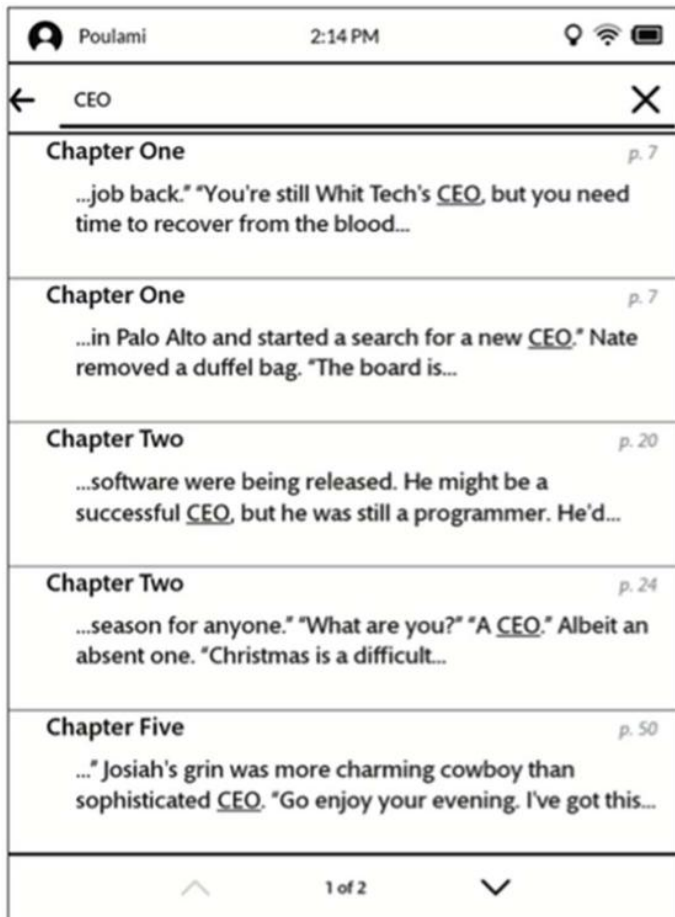 Poulami 2:14 PM
CEO
Chapter One p. 7
...job back." "You're still Whit Tech's CEO, but you need
time to recover from the blood...
Chapter One p. 7
...in Palo Alto and started a search for a new CEO." Nate
removed a duffel bag. "The board is...
Chapter Two p. 20
...software were being released. He might be a
successful CEO, but he was still a programmer. He'd...
Chapter Two p. 24
...season for anyone." "What are you?" "A CEO." Albeit an
absent one. "Christmas is a difficult...
Chapter Five p. 50
..." Josiah's grin was more charming cowboy than
sophisticated CEO. "Go enjoy your evening. I've got this...
1 of 2